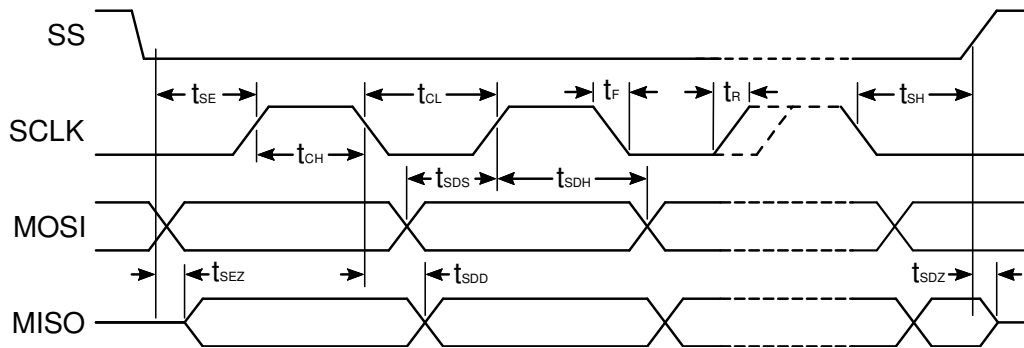 SS
tSE
tCL
tF
tR
tSH
SCLK
tCH
tSDS
tSDH
MOSI
tSEZ
tSDD
tSDZ
MISO